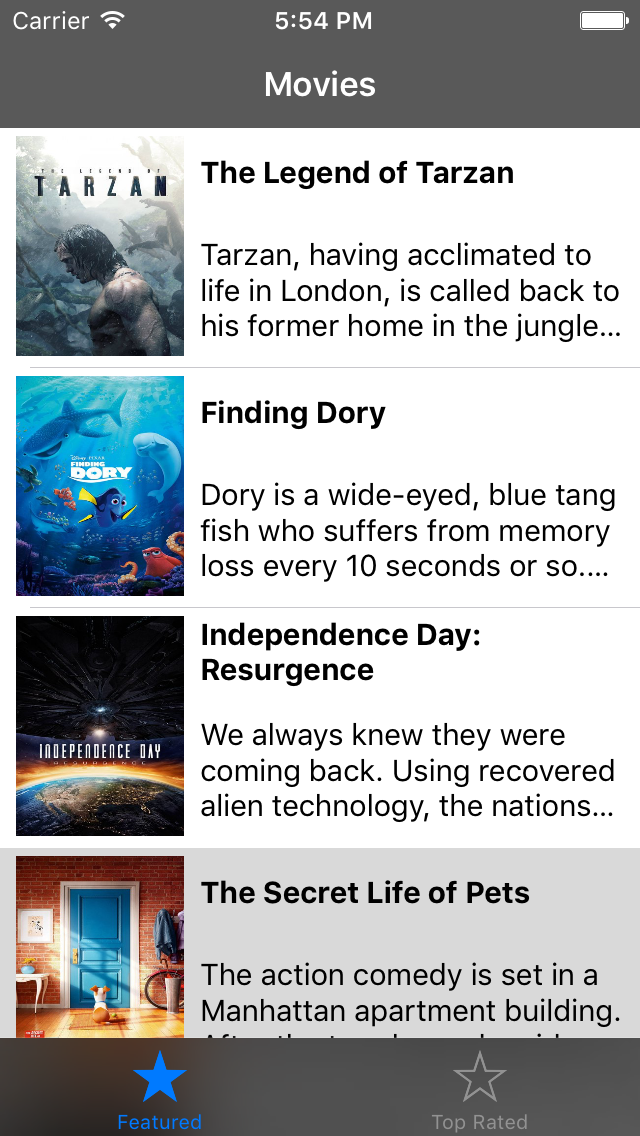 Carrier 5:54 PM
Movies
THE LEGEND OF
TARZAN
The Legend of Tarzan
Tarzan, having acclimated to
life in London, is called back to
his former home in the jungle...
Disney PIXAR
FINDING
DORY
Finding Dory
Dory is a wide-eyed, blue tang
fish who suffers from memory
loss every 10 seconds or so....
INDEPENDENCE DAY
RESURGENCE
Independence Day:
Resurgence
We always knew they were
coming back. Using recovered
alien technology, the nations...
The Secret Life of Pets
The action comedy is set in a
Manhattan apartment building.
Featured
Top Rated